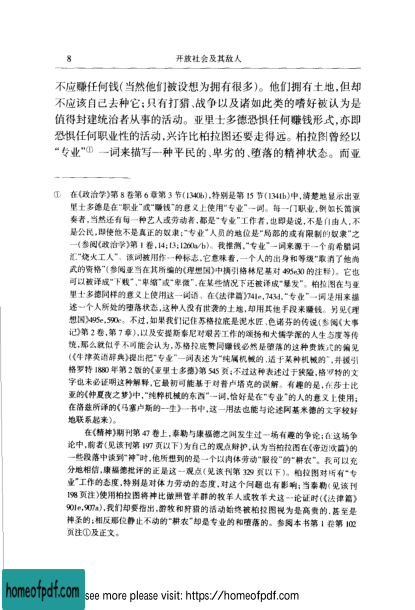 8 开放社会及其敌人
不应赚任何钱(当然他们被设想为拥有很多)。他们拥有土地,但却
不应该自己去种它;只有打猎、战争以及诸如此类的嗜好被认为是
值得封建统治者从事的活动。亚里士多德恐惧任何赚钱形式,亦即
恐惧任何职业性的活动,兴许比柏拉图还要走得远。柏拉图曾经以
“专业”① 一词来描写一种平民的、卑劣的、堕落的精神状态。而亚
① 在《政治学》第8卷第6章第3节(1340b),特别是第15节(1341b)中,清楚地显示出亚
里士多德是在“职业”或“赚钱”的意义上使用“专业”一词。每一门职业,例如长笛演
奏者,当然还有每一种艺人或劳动者,都是“专业”工作者,也即是说,不是自由人,不
是公民,即使他不是真正的奴隶;“专业”人员的地位是“局部的或有限制的奴隶”之
一(参阅《政治学》第1卷,14;13;1260a/b)。我推测,“专业”一词来源于一个前希腊词
汇“烧火工人”。该词被用作一种标志,它意味着,一个人的出身和等级“取消了他尚
武的资格”(参阅亚当在其所编的《理想国》中摘引格林尼基对495e30的注释)。它也
可以被译成“下贱”、“卑缩”或“卑微”,在某些情况下还被译成“暴发”。柏拉图在与亚
里士多德同样的意义上使用这一词语。在《法律篇》741e,743d,“专业”一词是用来描
述一个人所处的堕落状态,这种人没有世袭的土地,却用其他手段来赚钱。另见《理
想国》495e,590c。不过,如果我们记住苏格拉底是泥水匠、色诺芬的传说(参阅《大事
记》第2卷,第7章),以及安提斯泰尼对艰苦工作的颂扬和犬儒学派的人生态度等传
统,那么就似乎不可能会认为,苏格拉底赞同赚钱必然是堕落的这种贵族式的偏见
(《牛津英语辞典》提出把“专业”一词表述为“纯属机械的,适于某种机械的”,并援引
格罗特1880年第2版的《亚里士多德》第545页;不过这种表述过于狭隘,格罗特的文
字也未必证明这种解释,它最初可能基于对普卢塔克的误解。有趣的是,在莎士比
亚的《仲夏夜之梦》中,“纯粹机械的东西”一词,恰好是在“专业”的人的意义上使用;
在洛兹所译的《马塞卢斯的一生》一书中,这一用法也能与论述阿基米德的文字较好
地联系起来)。
在《精神》期刊第47卷上,泰勒与康福德之间发生过一场有趣的争论;在这场争
论中,前者(见该刊第197页以下)为自己的观点辩护,认为当柏拉图在《蒂迈欧篇》的
一些段落中谈到“神”时,他所想到的是一个以肉体劳动“服役”的“耕农”。我可以充
分地相信,康福德批评的正是这一观点(见该刊第329页以下)。柏拉图对所有“专
业”工作的态度,特别是对体力劳动的态度,对这个问题也有影响;当泰勒(见该刊
198页注)使用柏拉图将神比做照管羊群的牧羊人或牧羊犬这一论证时(《法律篇》
901e,907a),我们却要指出,游牧和狩猎的活动始终被柏拉图视为是高贵的,甚至是
神圣的;相反那位静止不动的“耕农”却是专业的和堕落的。参阅本书第1卷第102
页注①及正文。
homeofpdf.com
see more please visit: https://homeofpdf.com